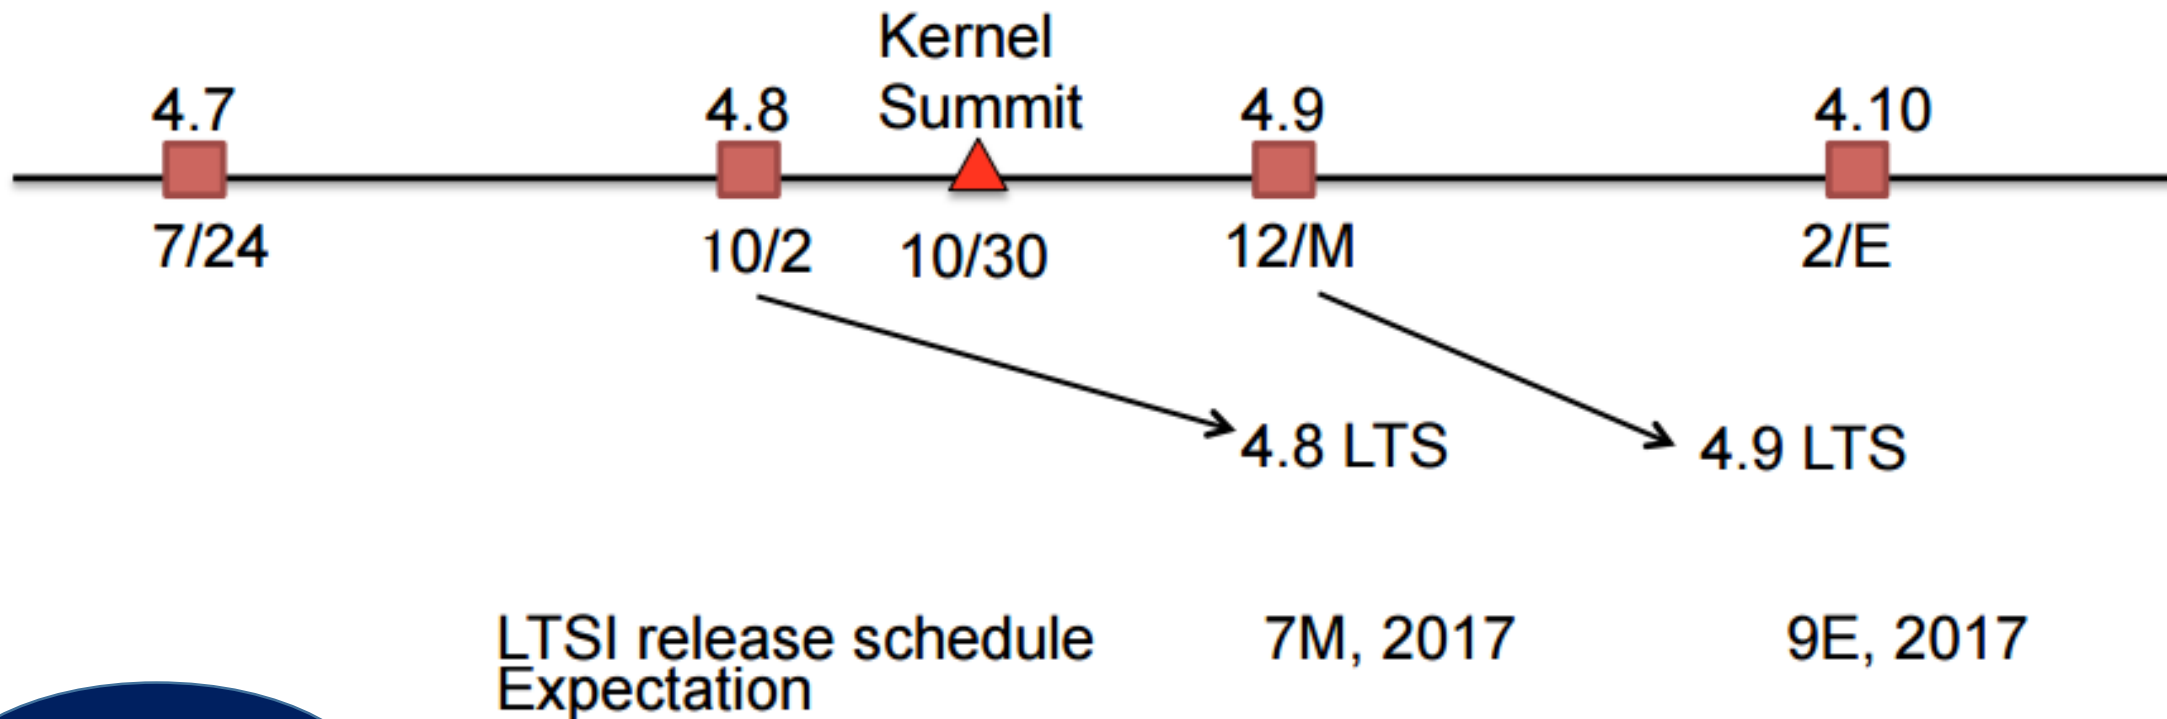 Kernel
Summit
4.7
4.8
4.9
4.10
7/24
10/2
10/30
12/M
2/E
4.8 LTS
4.9 LTS
LTSI release schedule
Expectation
7M, 2017
9E, 2017